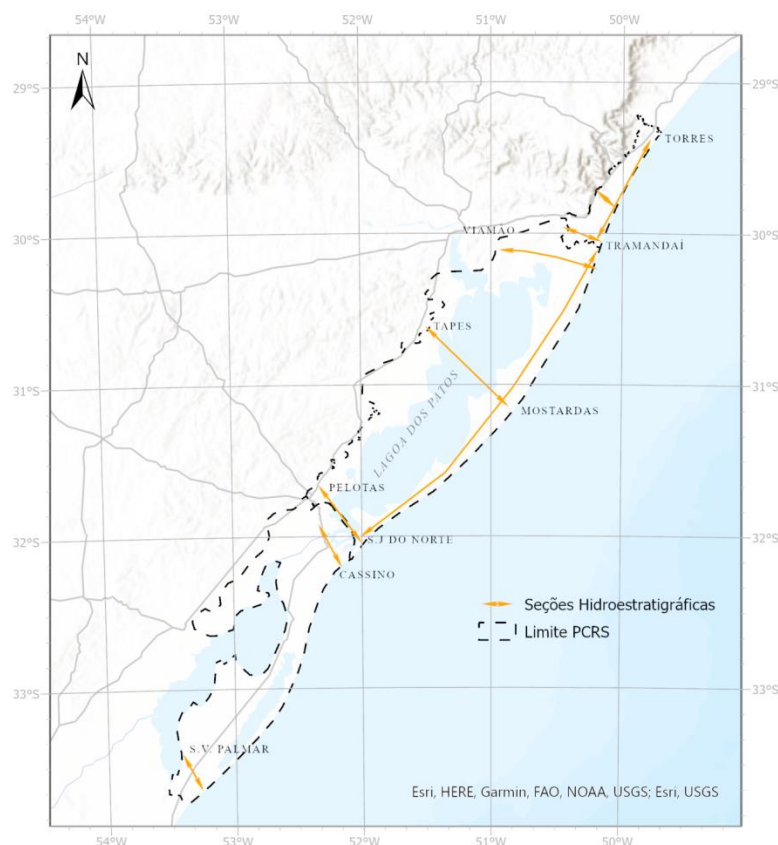 54°W 53°W 52°W 51°W 50°W
N
29°S 29°S
TORRES
VIAMÃO
30°S 30°S
TRAMANDAÍ
TAPES
31°S 31°S
LAGOA DOS PATOS
MOSTARDAS
PELOTAS
32°S 32°S
S.J DO NORTE
CASSINO
Seções Hidroestratigráficas
Limite PCRS
33°S 33°S
S.V. PALMAR
Esri, HERE, Garmin, FAO, NOAA, USGS; Esri, USGS
54°W 53°W 52°W 51°W 50°W